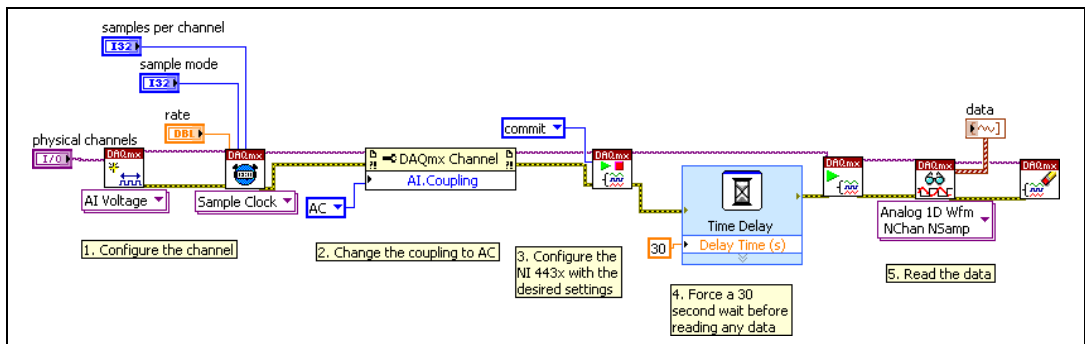 samples per channel
I32
sample mode
I32
rate
DBL
physical channels
I/O
DAQmx
AI Voltage
DAQmx
Sample Clock
DAQmx Channel
AI.Coupling
AC
commit
DAQmx
Time Delay
Delay Time (s)
30
DAQmx
DAQmx
Analog 1D Wfm
NChan NSamp
data
DAQmx
1. Configure the channel
2. Change the coupling to AC
3. Configure the
NI 443x with the
desired settings
4. Force a 30
second wait before
reading any data
5. Read the data